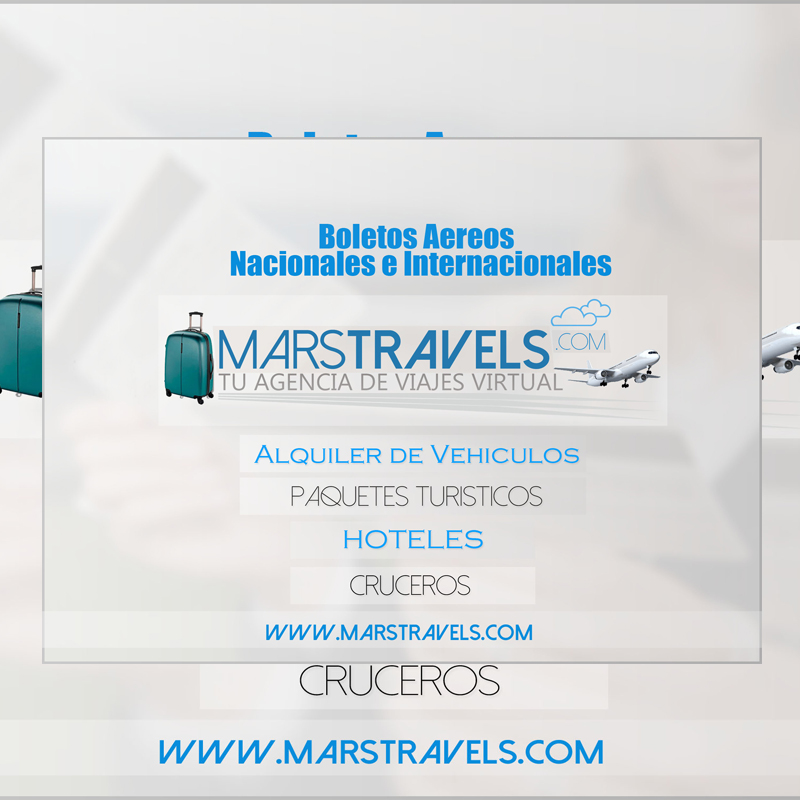 Boletos Aereos
Nacionales e Internacionales
MARSTRAVELS
.COM
TU AGENCIA DE VIAJES VIRTUAL
ALQUILER DE VEHICULOS
PAQUETES TURISTICOS
HOTELES
CRUCEROS
WWW.MARSTRAVELS.COM
CRUCEROS
WWW.MARSTRAVELS.COM